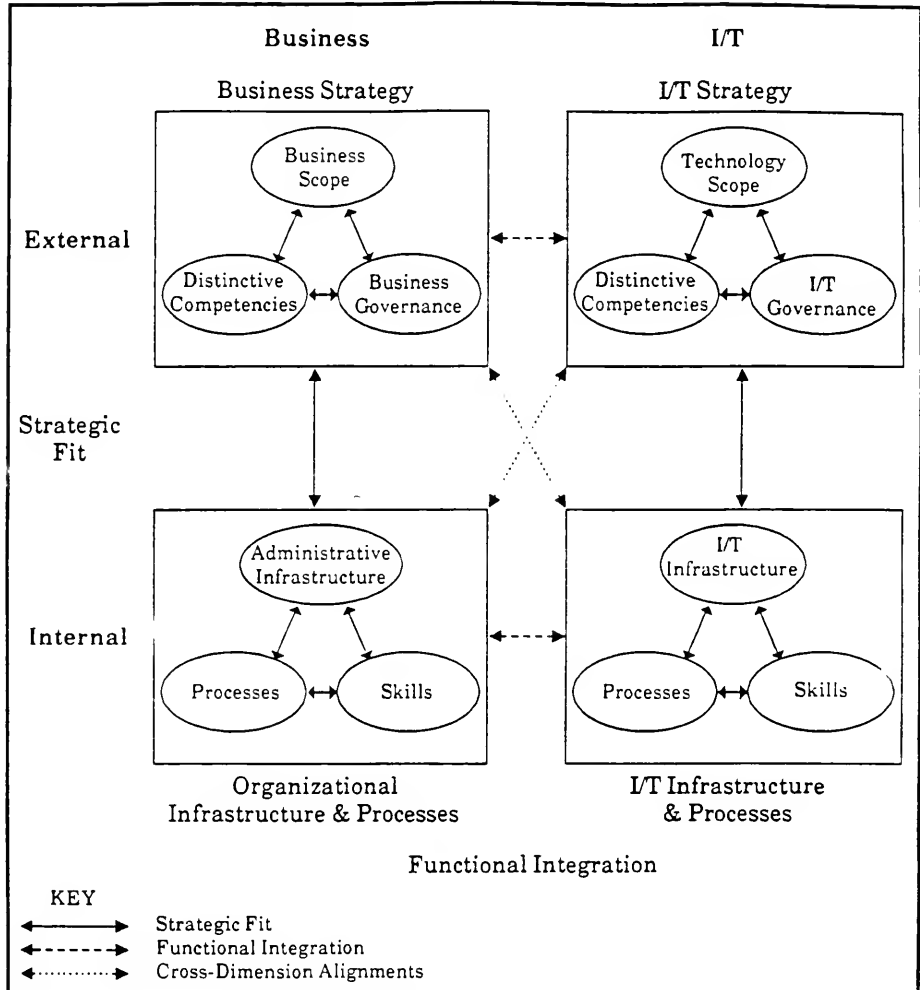 Business
I/T
Business Strategy
I/T Strategy
Business
Scope
Technology
Scope
External
Distinctive
Competencies
Business
Governance
Distinctive
Competencies
I/T
Governance
Strategic
Fit
Administrative
Infrastructure
I/T
Infrastructure
Internal
Processes
Skills
Processes
Skills
Organizational
Infrastructure & Processes
I/T Infrastructure
& Processes
Functional Integration
KEY
Strategic Fit
Functional Integration
Cross-Dimension Alignments